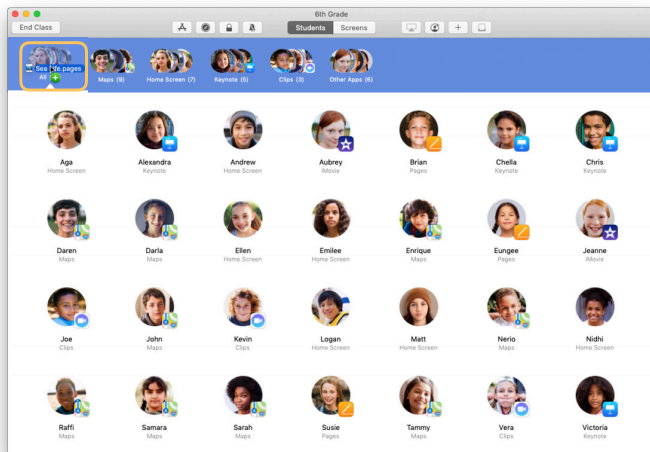 6th Grade
End Class
Students Screens
Sea Life.pages
All
Maps (9)
Home Screen (7)
Keynote (5)
Clips (3)
Other Apps (6)
Aga
Home Screen
Alexandra
Keynote
Andrew
Home Screen
Aubrey
iMovie
Brian
Pages
Chella
Keynote
Chris
Keynote
Daren
Maps
Darla
Maps
Ellen
Home Screen
Emilee
Home Screen
Enrique
Maps
Eungee
Pages
Jeanne
iMovie
Joe
Clips
John
Maps
Kevin
Clips
Logan
Home Screen
Matt
Home Screen
Nerio
Maps
Nidhi
Home Screen
Raffi
Maps
Samara
Maps
Sarah
Maps
Susie
Pages
Tammy
Maps
Vera
Clips
Victoria
Keynote